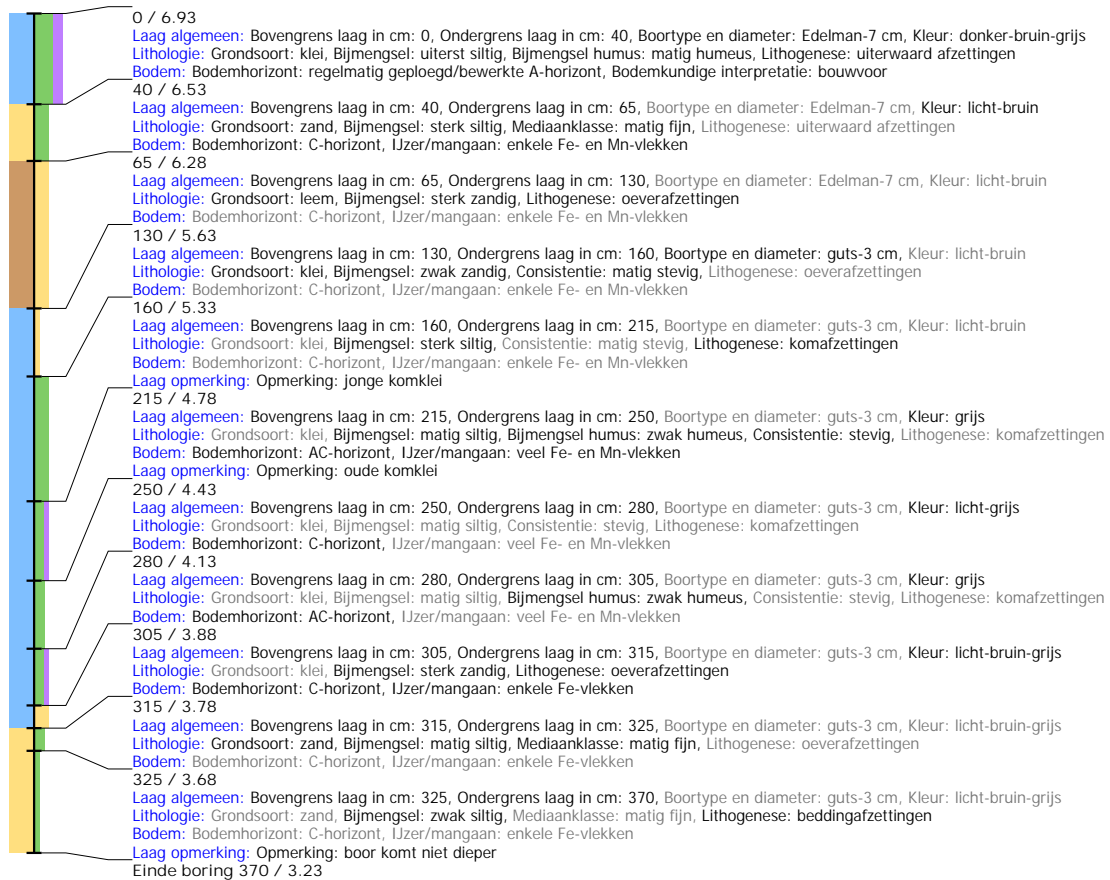 0 / 6.93
Laag algemeen: Bovengrens laag in cm: 0, Ondergrens laag in cm: 40, Boortype en diameter: Edelman-7 cm, Kleur: donker-bruin-grijs
Lithologie: Grondsoort: klei, Bijmengsel: uiterst siltig, Bijmengsel humus: matig humeus, Lithogenese: uiterwaard afzettingen
Bodem: Bodemhorizont: regelmatig geploegd/bewerkte A-horizont, Bodemkundige interpretatie: bouwvoor
40 / 6.53
Laag algemeen: Bovengrens laag in cm: 40, Ondergrens laag in cm: 65, Boortype en diameter: Edelman-7 cm, Kleur: licht-bruin
Lithologie: Grondsoort: zand, Bijmengsel: sterk siltig, Mediaanklasse: matig fijn, Lithogenese: uiterwaard afzettingen
Bodem: Bodemhorizont: C-horizont, IJzer/mangaan: enkele Fe- en Mn-vlekken
65 / 6.28
Laag algemeen: Bovengrens laag in cm: 65, Ondergrens laag in cm: 130, Boortype en diameter: Edelman-7 cm, Kleur: licht-bruin
Lithologie: Grondsoort: leem, Bijmengsel: sterk zandig, Lithogenese: oeverafzettingen
Bodem: Bodemhorizont: C-horizont, IJzer/mangaan: enkele Fe- en Mn-vlekken
130 / 5.63
Laag algemeen: Bovengrens laag in cm: 130, Ondergrens laag in cm: 160, Boortype en diameter: guts-3 cm, Kleur: licht-bruin
Lithologie: Grondsoort: klei, Bijmengsel: zwak zandig, Consistentie: matig stevig, Lithogenese: oeverafzettingen
Bodem: Bodemhorizont: C-horizont, IJzer/mangaan: enkele Fe- en Mn-vlekken
160 / 5.33
Laag algemeen: Bovengrens laag in cm: 160, Ondergrens laag in cm: 215, Boortype en diameter: guts-3 cm, Kleur: licht-bruin
Lithologie: Grondsoort: klei, Bijmengsel: sterk siltig, Consistentie: matig stevig, Lithogenese: komafzettingen
Bodem: Bodemhorizont: C-horizont, IJzer/mangaan: enkele Fe- en Mn-vlekken
Laag opmerking: Opmerking: jonge komklei
215 / 4.78
Laag algemeen: Bovengrens laag in cm: 215, Ondergrens laag in cm: 250, Boortype en diameter: guts-3 cm, Kleur: grijs
Lithologie: Grondsoort: klei, Bijmengsel: matig siltig, Bijmengsel humus: zwak humeus, Consistentie: stevig, Lithogenese: komafzettingen
Bodem: Bodemhorizont: AC-horizont, IJzer/mangaan: veel Fe- en Mn-vlekken
Laag opmerking: Opmerking: oude komklei
250 / 4.43
Laag algemeen: Bovengrens laag in cm: 250, Ondergrens laag in cm: 280, Boortype en diameter: guts-3 cm, Kleur: licht-grijs
Lithologie: Grondsoort: klei, Bijmengsel: matig siltig, Consistentie: stevig, Lithogenese: komafzettingen
Bodem: Bodemhorizont: C-horizont, IJzer/mangaan: veel Fe- en Mn-vlekken
280 / 4.13
Laag algemeen: Bovengrens laag in cm: 280, Ondergrens laag in cm: 305, Boortype en diameter: guts-3 cm, Kleur: grijs
Lithologie: Grondsoort: klei, Bijmengsel: matig siltig, Bijmengsel humus: zwak humeus, Consistentie: stevig, Lithogenese: komafzettingen
Bodem: Bodemhorizont: AC-horizont, IJzer/mangaan: veel Fe- en Mn-vlekken
305 / 3.88
Laag algemeen: Bovengrens laag in cm: 305, Ondergrens laag in cm: 315, Boortype en diameter: guts-3 cm, Kleur: licht-bruin-grijs
Lithologie: Grondsoort: klei, Bijmengsel: sterk zandig, Lithogenese: oeverafzettingen
Bodem: Bodemhorizont: C-horizont, IJzer/mangaan: enkele Fe-vlekken
315 / 3.78
Laag algemeen: Bovengrens laag in cm: 315, Ondergrens laag in cm: 325, Boortype en diameter: guts-3 cm, Kleur: licht-bruin-grijs
Lithologie: Grondsoort: zand, Bijmengsel: matig siltig, Mediaanklasse: matig fijn, Lithogenese: oeverafzettingen
Bodem: Bodemhorizont: C-horizont, IJzer/mangaan: enkele Fe-vlekken
325 / 3.68
Laag algemeen: Bovengrens laag in cm: 325, Ondergrens laag in cm: 370, Boortype en diameter: guts-3 cm, Kleur: licht-bruin-grijs
Lithologie: Grondsoort: zand, Bijmengsel: zwak siltig, Mediaanklasse: matig fijn, Lithogenese: beddingafzettingen
Bodem: Bodemhorizont: C-horizont, IJzer/mangaan: enkele Fe-vlekken
Laag opmerking: Opmerking: boor komt niet dieper
Einde boring 370 / 3.23